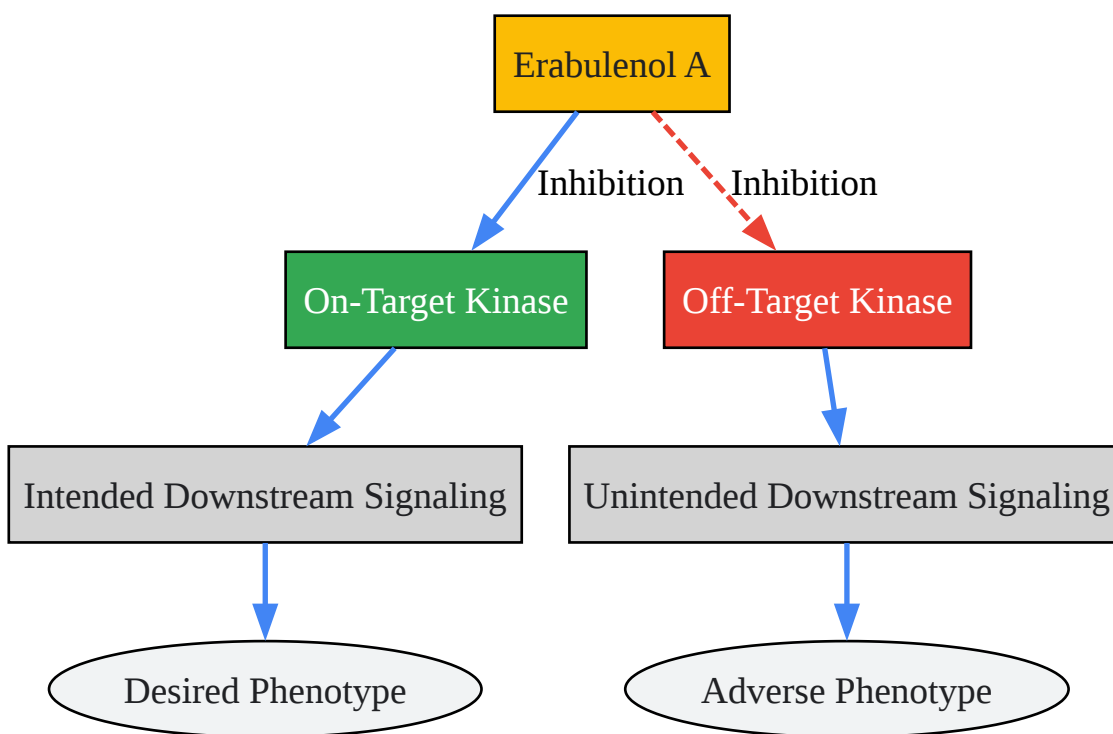 Erabulenol A
Inhibition
Inhibition
On-Target Kinase
Off-Target Kinase
Intended Downstream Signaling
Unintended Downstream Signaling
Desired Phenotype
Adverse Phenotype